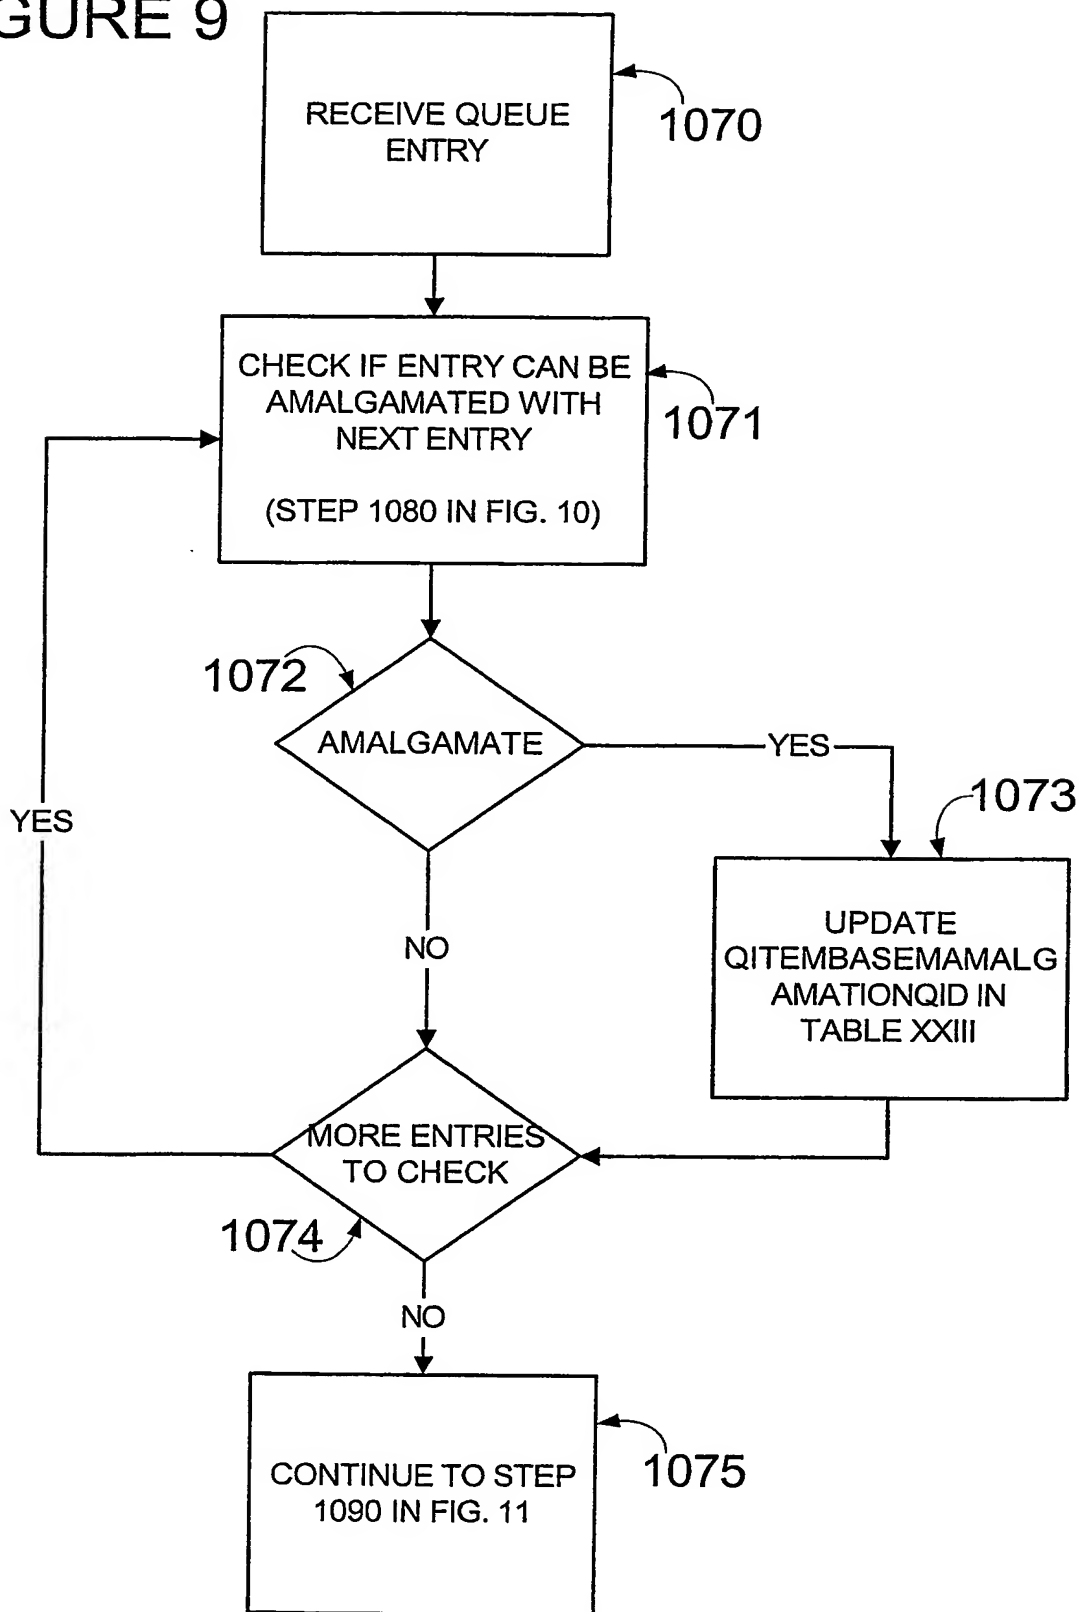 GURE 9
RECEIVE QUEUE
ENTRY
1070
CHECK IF ENTRY CAN BE
AMALGAMATED WITH
NEXT ENTRY
(STEP 1080 IN FIG. 10)
1071
1072
AMALGAMATE
YES
YES
1073
UPDATE
QITEMBASEMAMALG
AMATIONQID IN
TABLE XXIII
NO
MORE ENTRIES
TO CHECK
1074
NO
CONTINUE TO STEP
1090 IN FIG. 11
1075